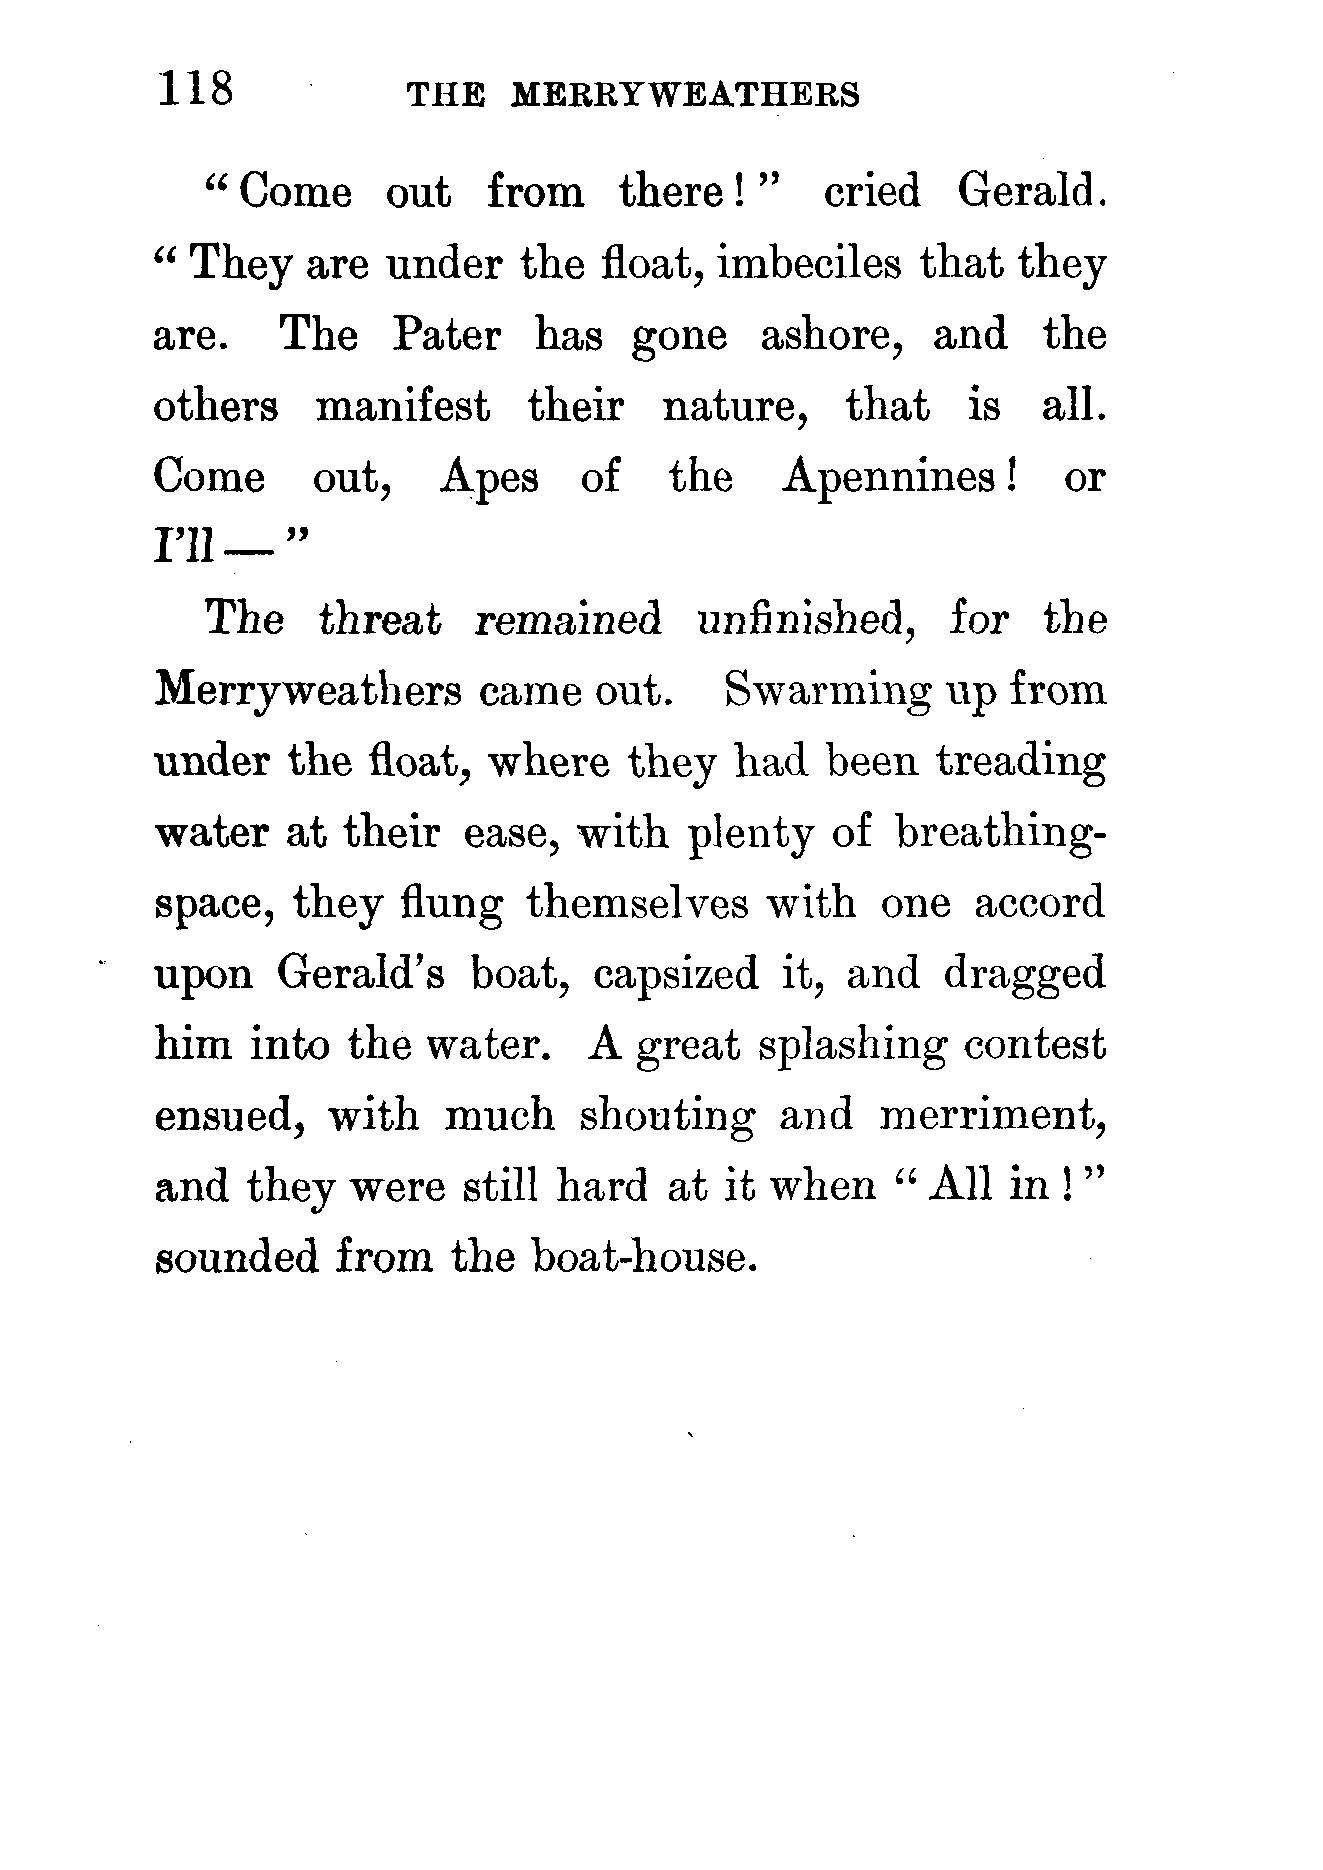 118 THE MERRYWEATHERS
“Come out from there!” cried Gerald.
“They are under the float, imbeciles that they
are. The Pater has gone ashore, and the
others manifest their nature, that is all.
Come out, Apes of the Apennines! or
I’ll—”
The threat remained unfinished, for the
Merryweathers came out. Swarming up from
under the float, where they had been treading
water at their ease, with plenty of breathing-
space, they flung themselves with one accord
upon Gerald’s boat, capsized it, and dragged
him into the water. A great splashing contest
ensued, with much shouting and merriment,
and they were still hard at it when “All in!”
sounded from the boat-house.